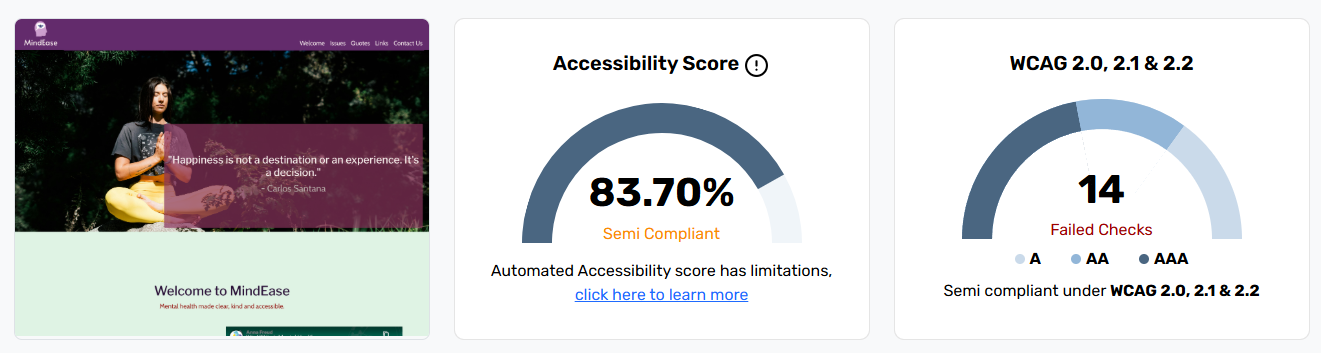 MindEase
Welcome Issues Quotes Links Contact Us
"Happiness is not a destination or an experience. It's
a decision."
- Carlos Santana
Welcome to MindEase
Mental health made clear, kind and accessible.
Accessibility Score
83.70%
Semi Compliant
Automated Accessibility score has limitations,
click here to learn more
WCAG 2.0, 2.1 & 2.2
14
Failed Checks
A AA AAA
Semi compliant under WCAG 2.0, 2.1 & 2.2